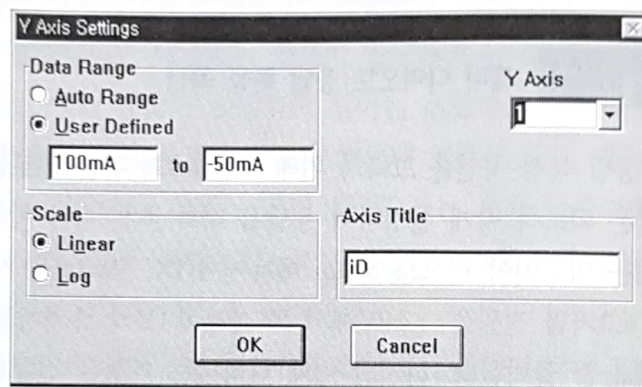 Y Axis Settings
Data Range
Auto Range
User Defined
100mA to -50mA
Y Axis
1
Scale
Linear
Log
Axis Title
iD
OK
Cancel